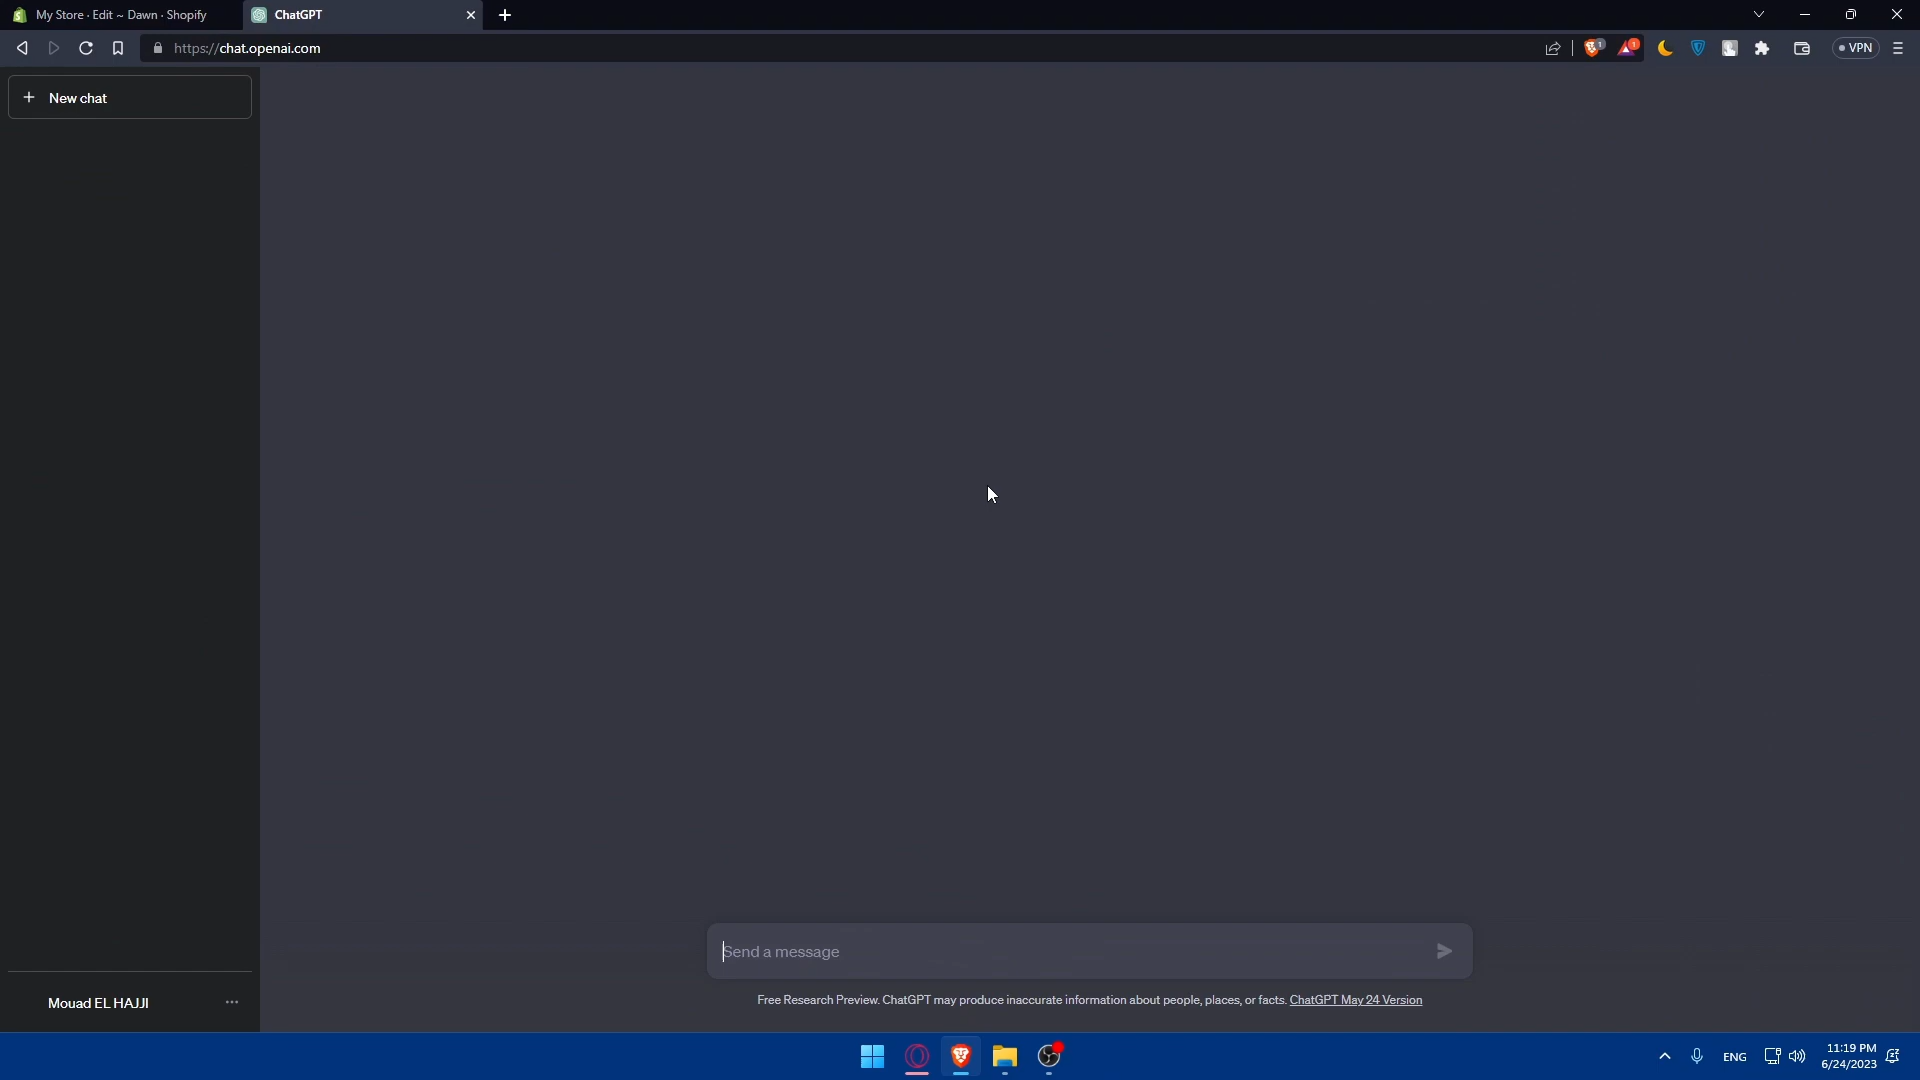 My Store · Edit ~ Dawn · Shopify
ChatGPT
https://chat.openai.com
1
1
VPN
New chat
Send a message
Free Research Preview. ChatGPT may produce inaccurate information about people, places, or facts. ChatGPT May 24 Version
Mouad EL HAJJI
ENG
11:19 PM
6/24/2023